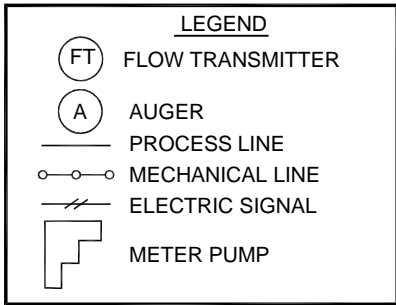 LEGEND
FT FLOW TRANSMITTER
A AUGER
PROCESS LINE
MECHANICAL LINE
ELECTRIC SIGNAL
METER PUMP